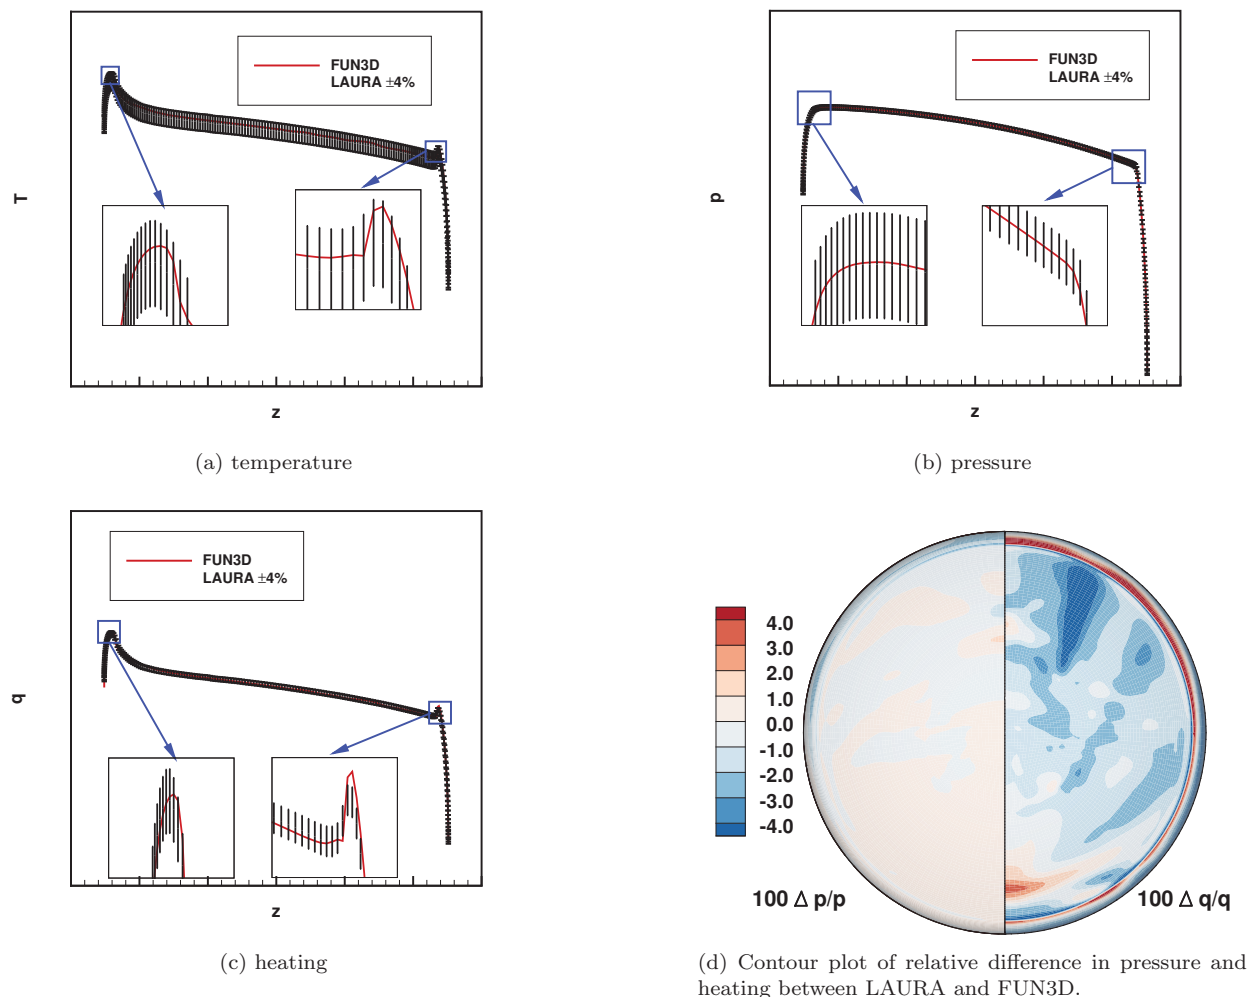 FUN3D
LAURA ±4%
T
z
(a) temperature
FUN3D
LAURA ±4%
p
z
(b) pressure
FUN3D
LAURA ±4%
q
z
(c) heating
4.0
3.0
2.0
1.0
0.0
-1.0
-2.0
-3.0
-4.0
100 Δ p/p
100 Δ q/q
(d) Contour plot of relative difference in pressure and
heating between LAURA and FUN3D.